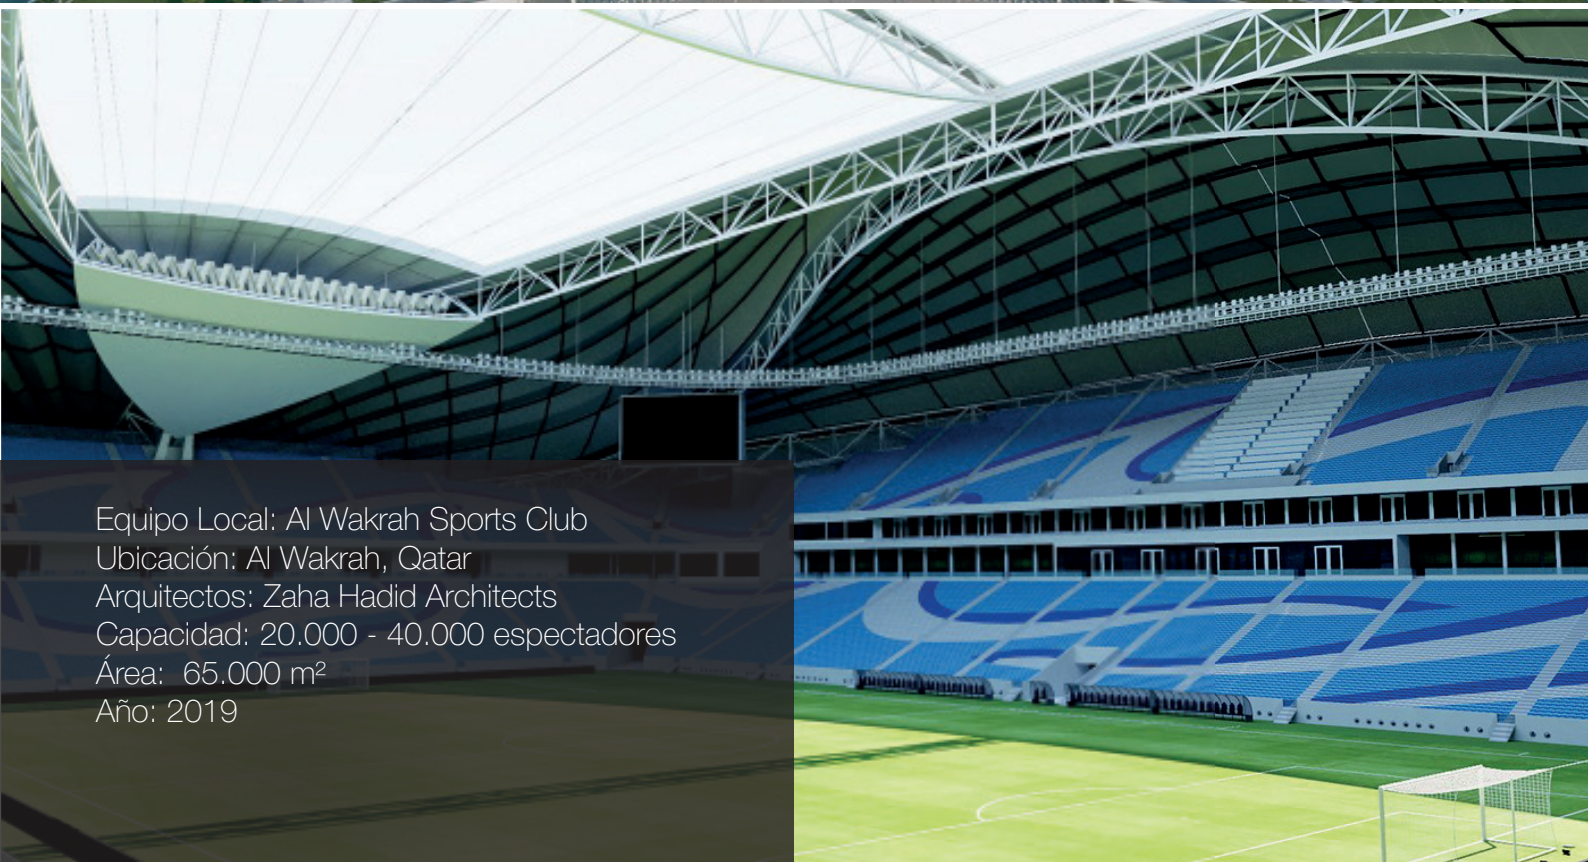 Equipo Local: Al Wakrah Sports Club
Ubicación: Al Wakrah, Qatar
Arquitectos: Zaha Hadid Architects
Capacidad: 20.000 - 40.000 espectadores
Área:  65.000 m²
Año: 2019